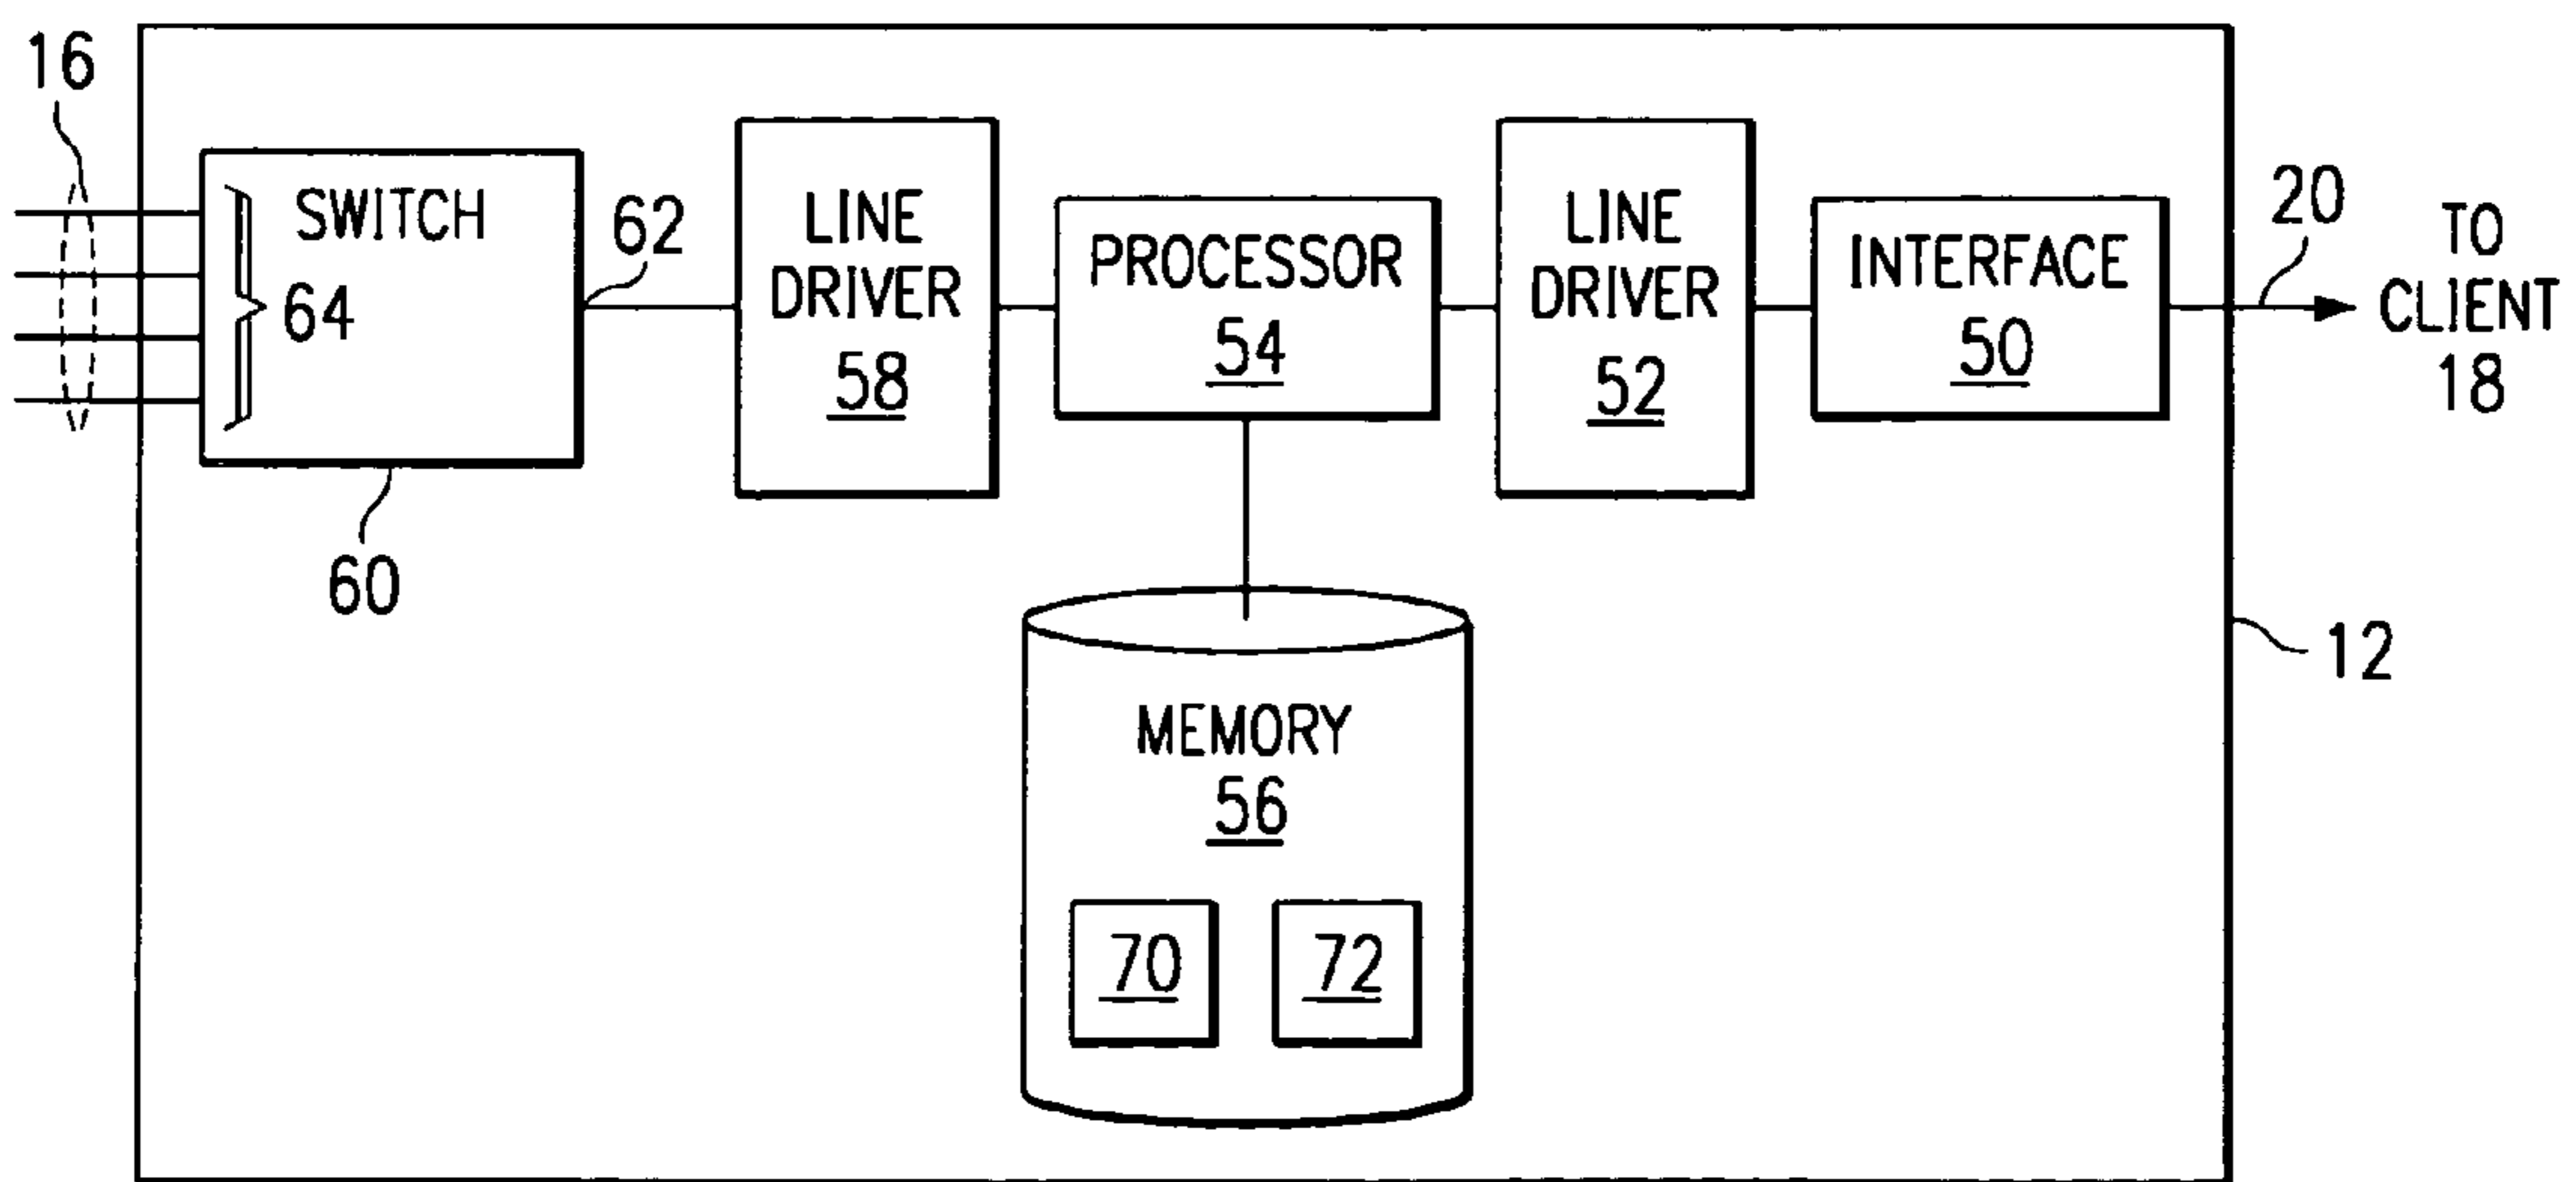 16
SWITCH
64
60
62
LINE
DRIVER
58
PROCESSOR
54
LINE
DRIVER
52
INTERFACE
50
20
TO
CLIENT
18
12
MEMORY
56
70
72